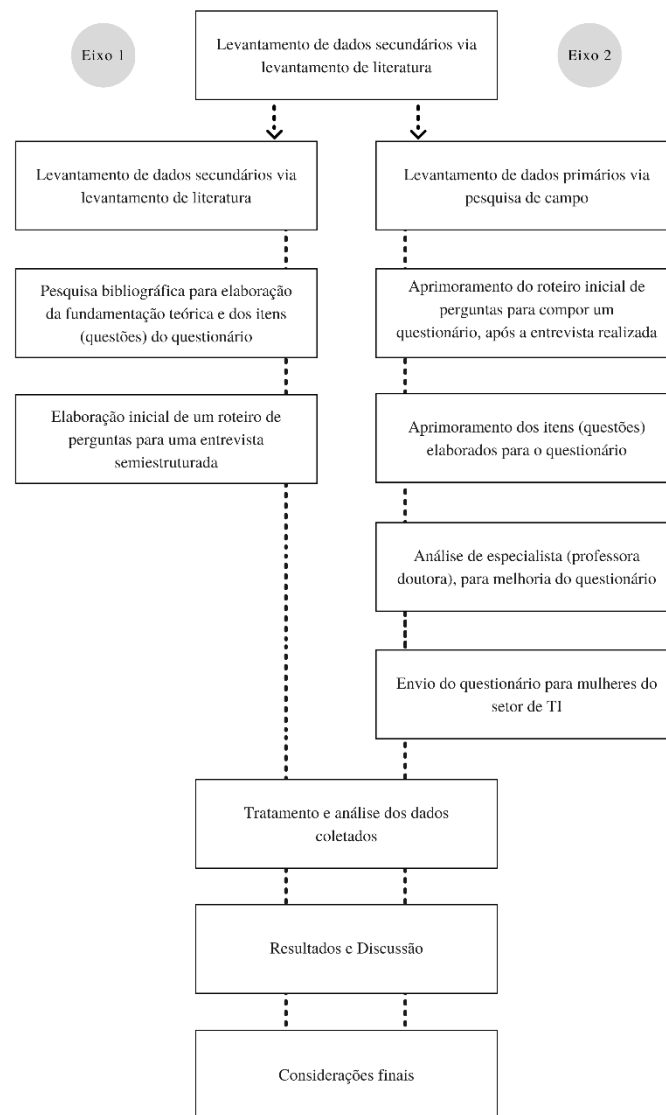 Eixo 1
Levantamento de dados secundários via
levantamento de literatura
Eixo 2
Levantamento de dados secundários via
levantamento de literatura
Levantamento de dados primários via
pesquisa de campo
Pesquisa bibliográfica para elaboração
da fundamentação teórica e dos itens
(questões) do questionário
Aprimoramento do roteiro inicial de
perguntas para compor um
questionário, após a entrevista realizada
Elaboração inicial de um roteiro de
perguntas para uma entrevista
semiestruturada
Aprimoramento dos itens (questões)
elaborados para o questionário
Análise de especialista (professora
doutora), para melhoria do questionário
Envio do questionário para mulheres do
setor de TI
Tratamento e análise dos dados
coletados
Resultados e Discussão
Considerações finais